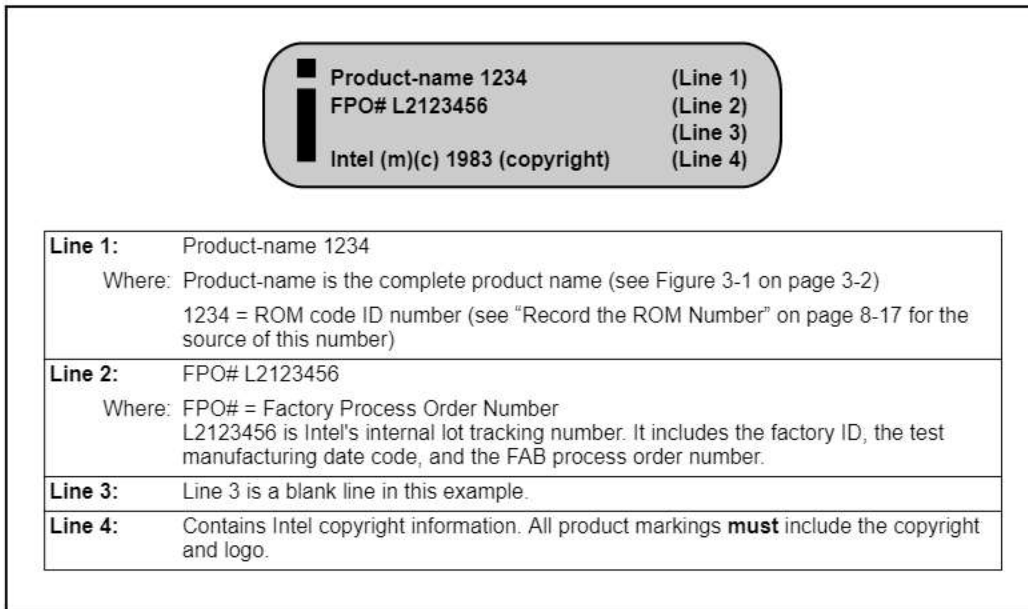 Product-name 1234 (Line 1)
FPO# L2123456 (Line 2)
(Line 3)
Intel (m)(c) 1983 (copyright) (Line 4)
Line 1: Product-name 1234
Where: Product-name is the complete product name (see Figure 3-1 on page 3-2)
1234 = ROM code ID number (see “Record the ROM Number” on page 8-17 for the
source of this number)
Line 2: FPO# L2123456
Where: FPO# = Factory Process Order Number
L2123456 is Intel's internal lot tracking number. It includes the factory ID, the test
manufacturing date code, and the FAB process order number.
Line 3: Line 3 is a blank line in this example.
Line 4: Contains Intel copyright information. All product markings must include the copyright
and logo.